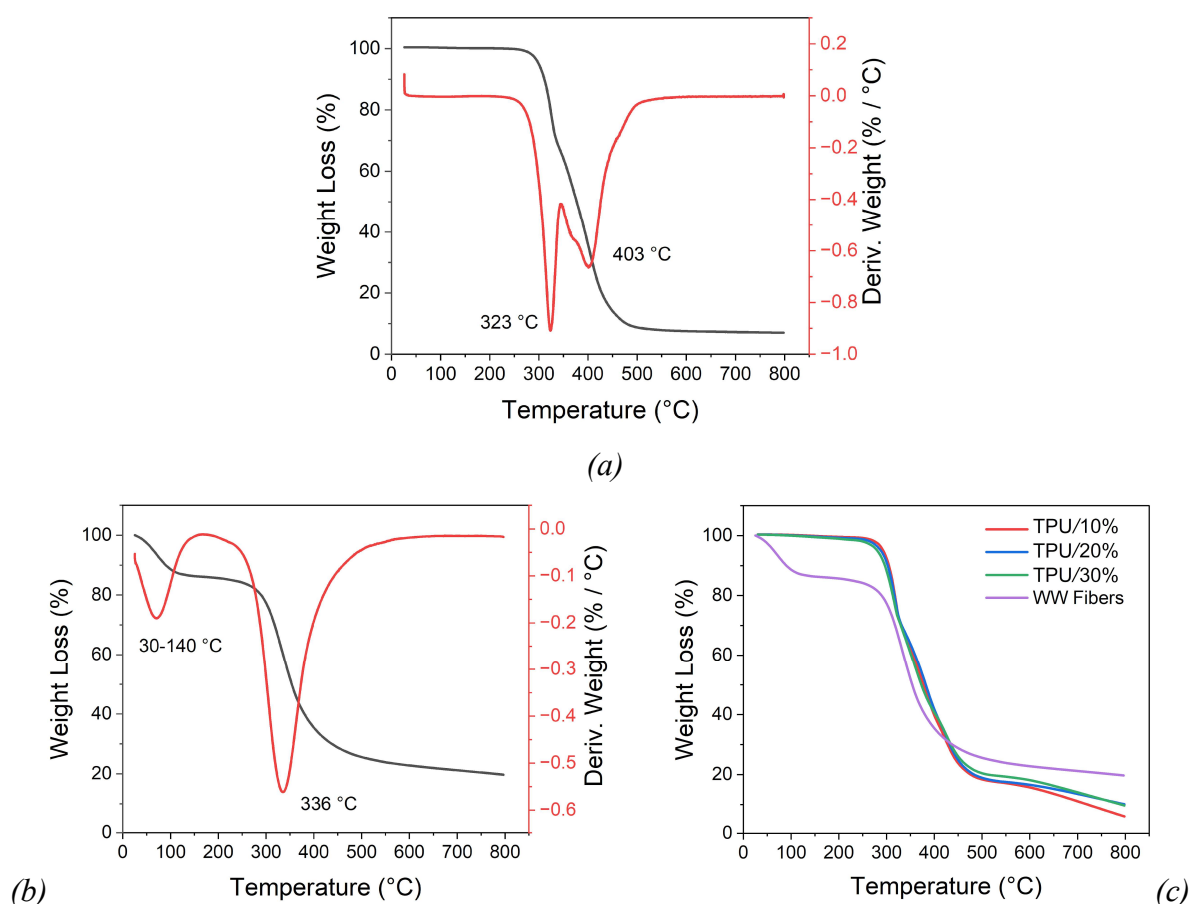 100
80
60
40
20
0
Weight Loss (%)
0.2
0.0
−0.2
−0.4
−0.6
−0.8
−1.0
Deriv. Weight (% / °C)
403 °C
323 °C
0 100 200 300 400 500 600 700 800
Temperature (°C)
(a)
100
80
60
40
20
0
Weight Loss (%)
0.0
−0.1
−0.2
−0.3
−0.4
−0.5
−0.6
Deriv. Weight (% / °C)
30-140 °C
336 °C
0 100 200 300 400 500 600 700 800
Temperature (°C)
(b)
100
80
60
40
20
0
Weight Loss (%)
TPU/10%
TPU/20%
TPU/30%
WW Fibers
0 100 200 300 400 500 600 700 800
Temperature (°C)
(c)